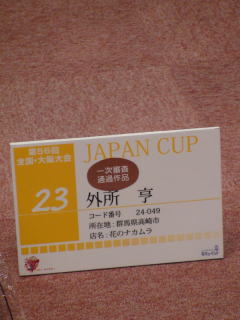 第56回
全国・大阪大会
JAPAN CUP
一次審査
通過作品
23
外所 亨
コード番号 24-049
所在地:群馬県高崎市
店名:花のナカムラ